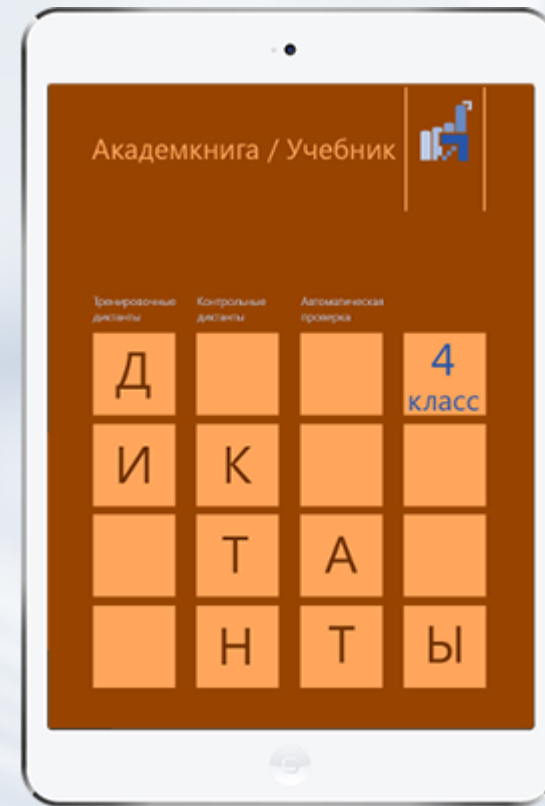 Академкнига / Учебник
Тренировочные
диктанты
Контрольные
диктанты
Автоматическая
проверка
Д
4
класс
И К
Т А
Н Т Ы